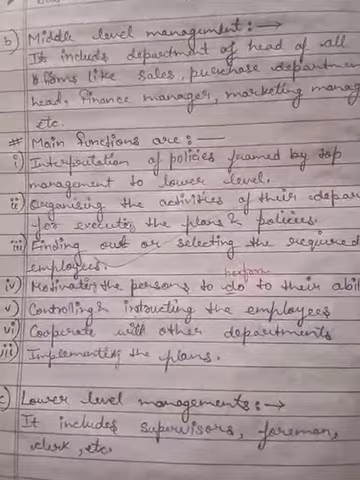 b) Middle level management :→
It include department of head of all
firms like sales, purchase departmen
head, finance manager, marketing manag
etc.
# Main functions are :—
i) Interpretation of policies framed by top
management to lower level.
ii) Organising the activities of their depar
for executing the plans & policies.
iii) Finding out or selecting the required
employees.
perform
iv) Motivating the persons to do to their abil
v) Controlling & instructing the employees
vi) Cooperate with other departments
vii) Implementing the plans.
c) Lower level managements :→
It includes supervisors, foreman,
clerk, etc.